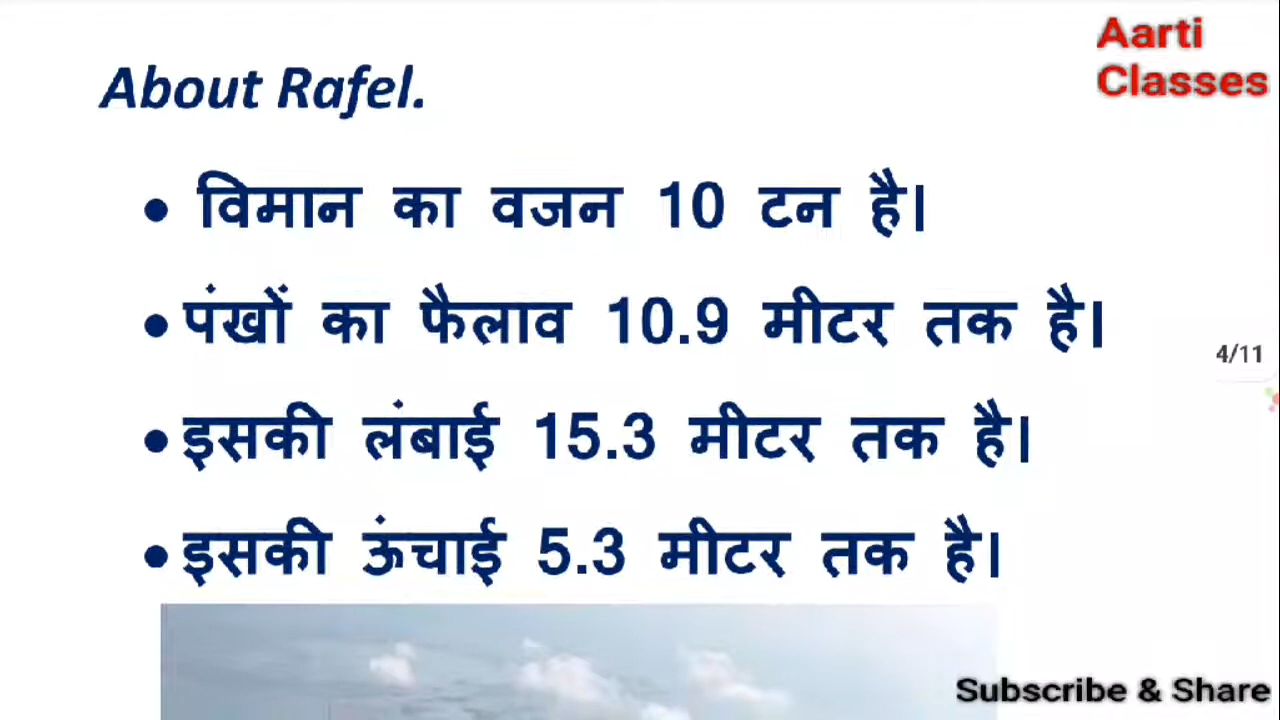 Aarti
Classes
About Rafel.
• विमान का वजन 10 टन है।
• पंखों का फैलाव 10.9 मीटर तक है।
4/11
• इसकी लंबाई 15.3 मीटर तक है।
• इसकी ऊंचाई 5.3 मीटर तक है।
Subscribe & Share